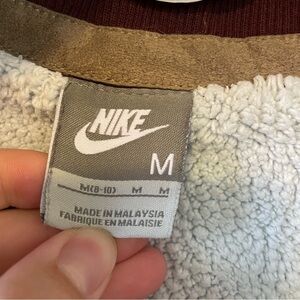 NIKE
M
M(8-10) M M
MADE IN MALAYSIA
FABRIQUE EN MALAISIE